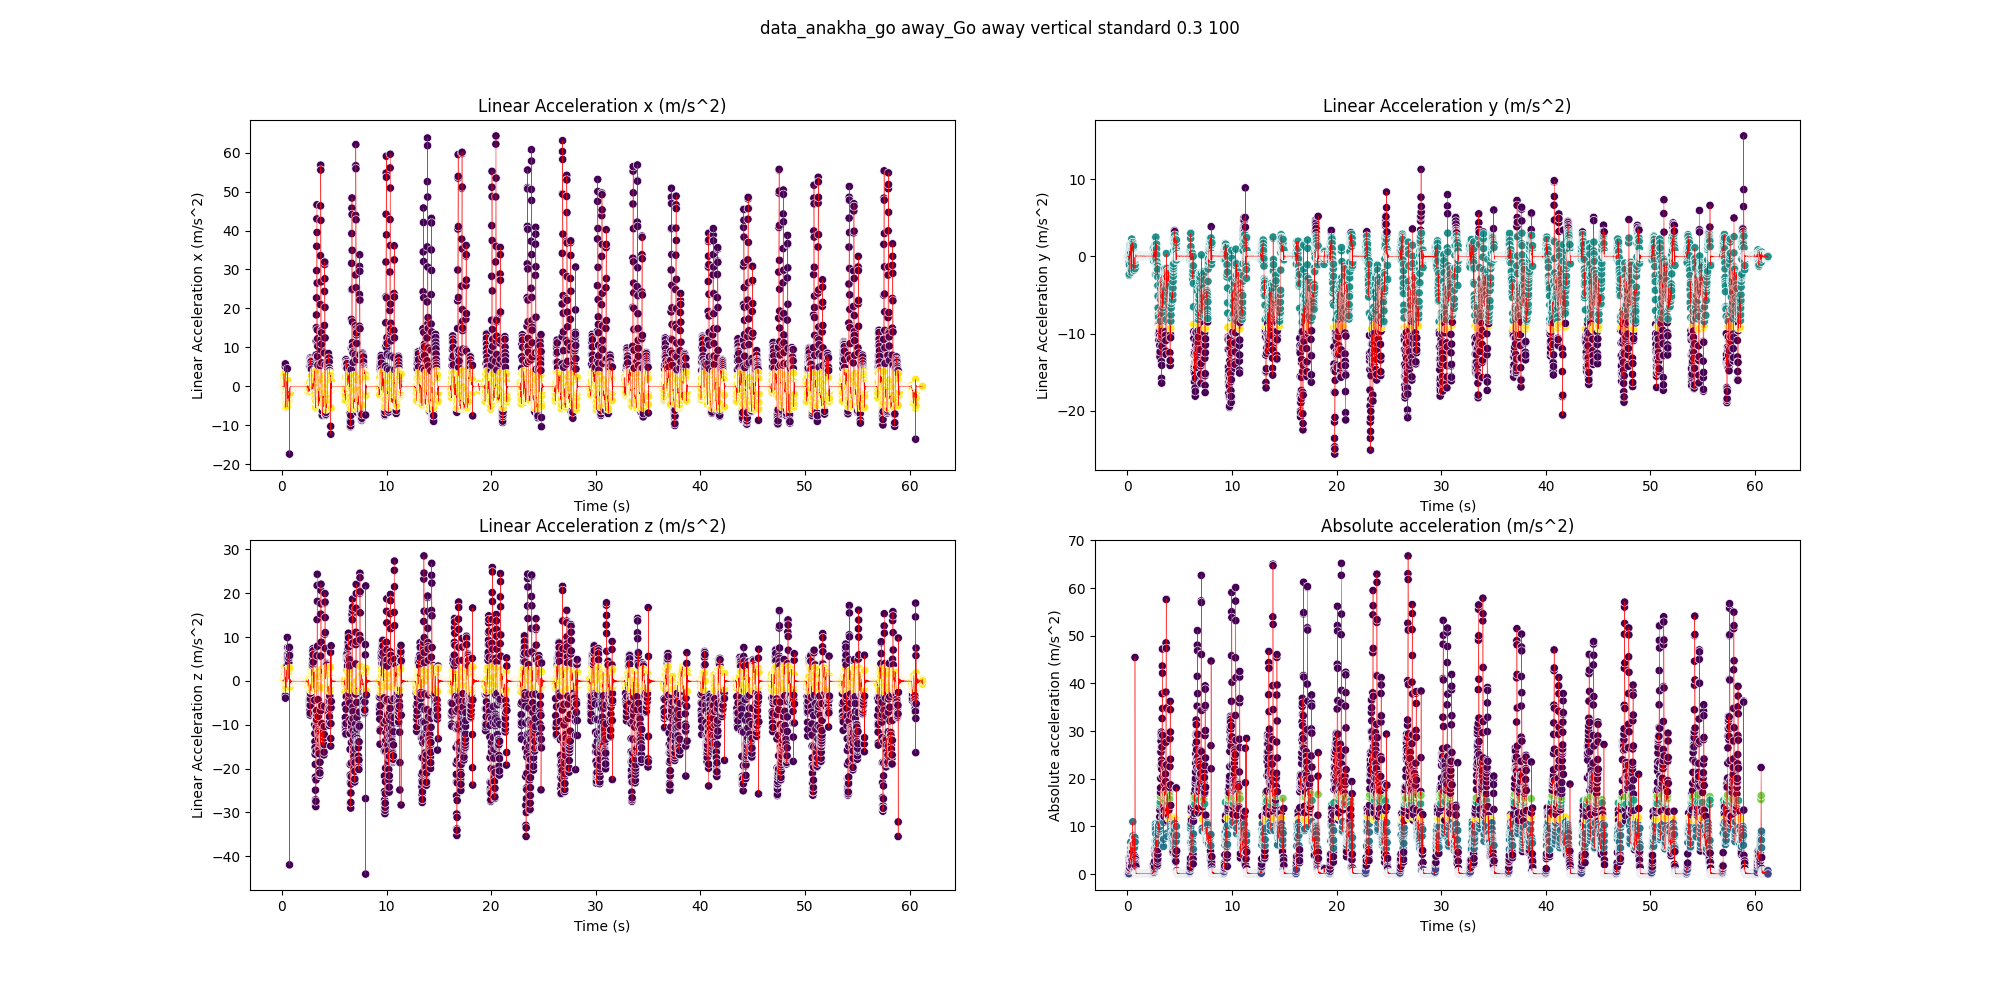 data_anakha_go away_Go away vertical standard 0.3 100
Linear Acceleration x (m/s^2)
Linear Acceleration x (m/s^2)
60
50
40
30
20
10
0
−10
−20
0 10 20 30 40 50 60
Time (s)
Linear Acceleration y (m/s^2)
Linear Acceleration y (m/s^2)
10
0
−10
−20
0 10 20 30 40 50 60
Time (s)
Linear Acceleration z (m/s^2)
Linear Acceleration z (m/s^2)
30
20
10
0
−10
−20
−30
−40
0 10 20 30 40 50 60
Time (s)
Absolute acceleration (m/s^2)
Absolute acceleration (m/s^2)
70
60
50
40
30
20
10
0
0 10 20 30 40 50 60
Time (s)